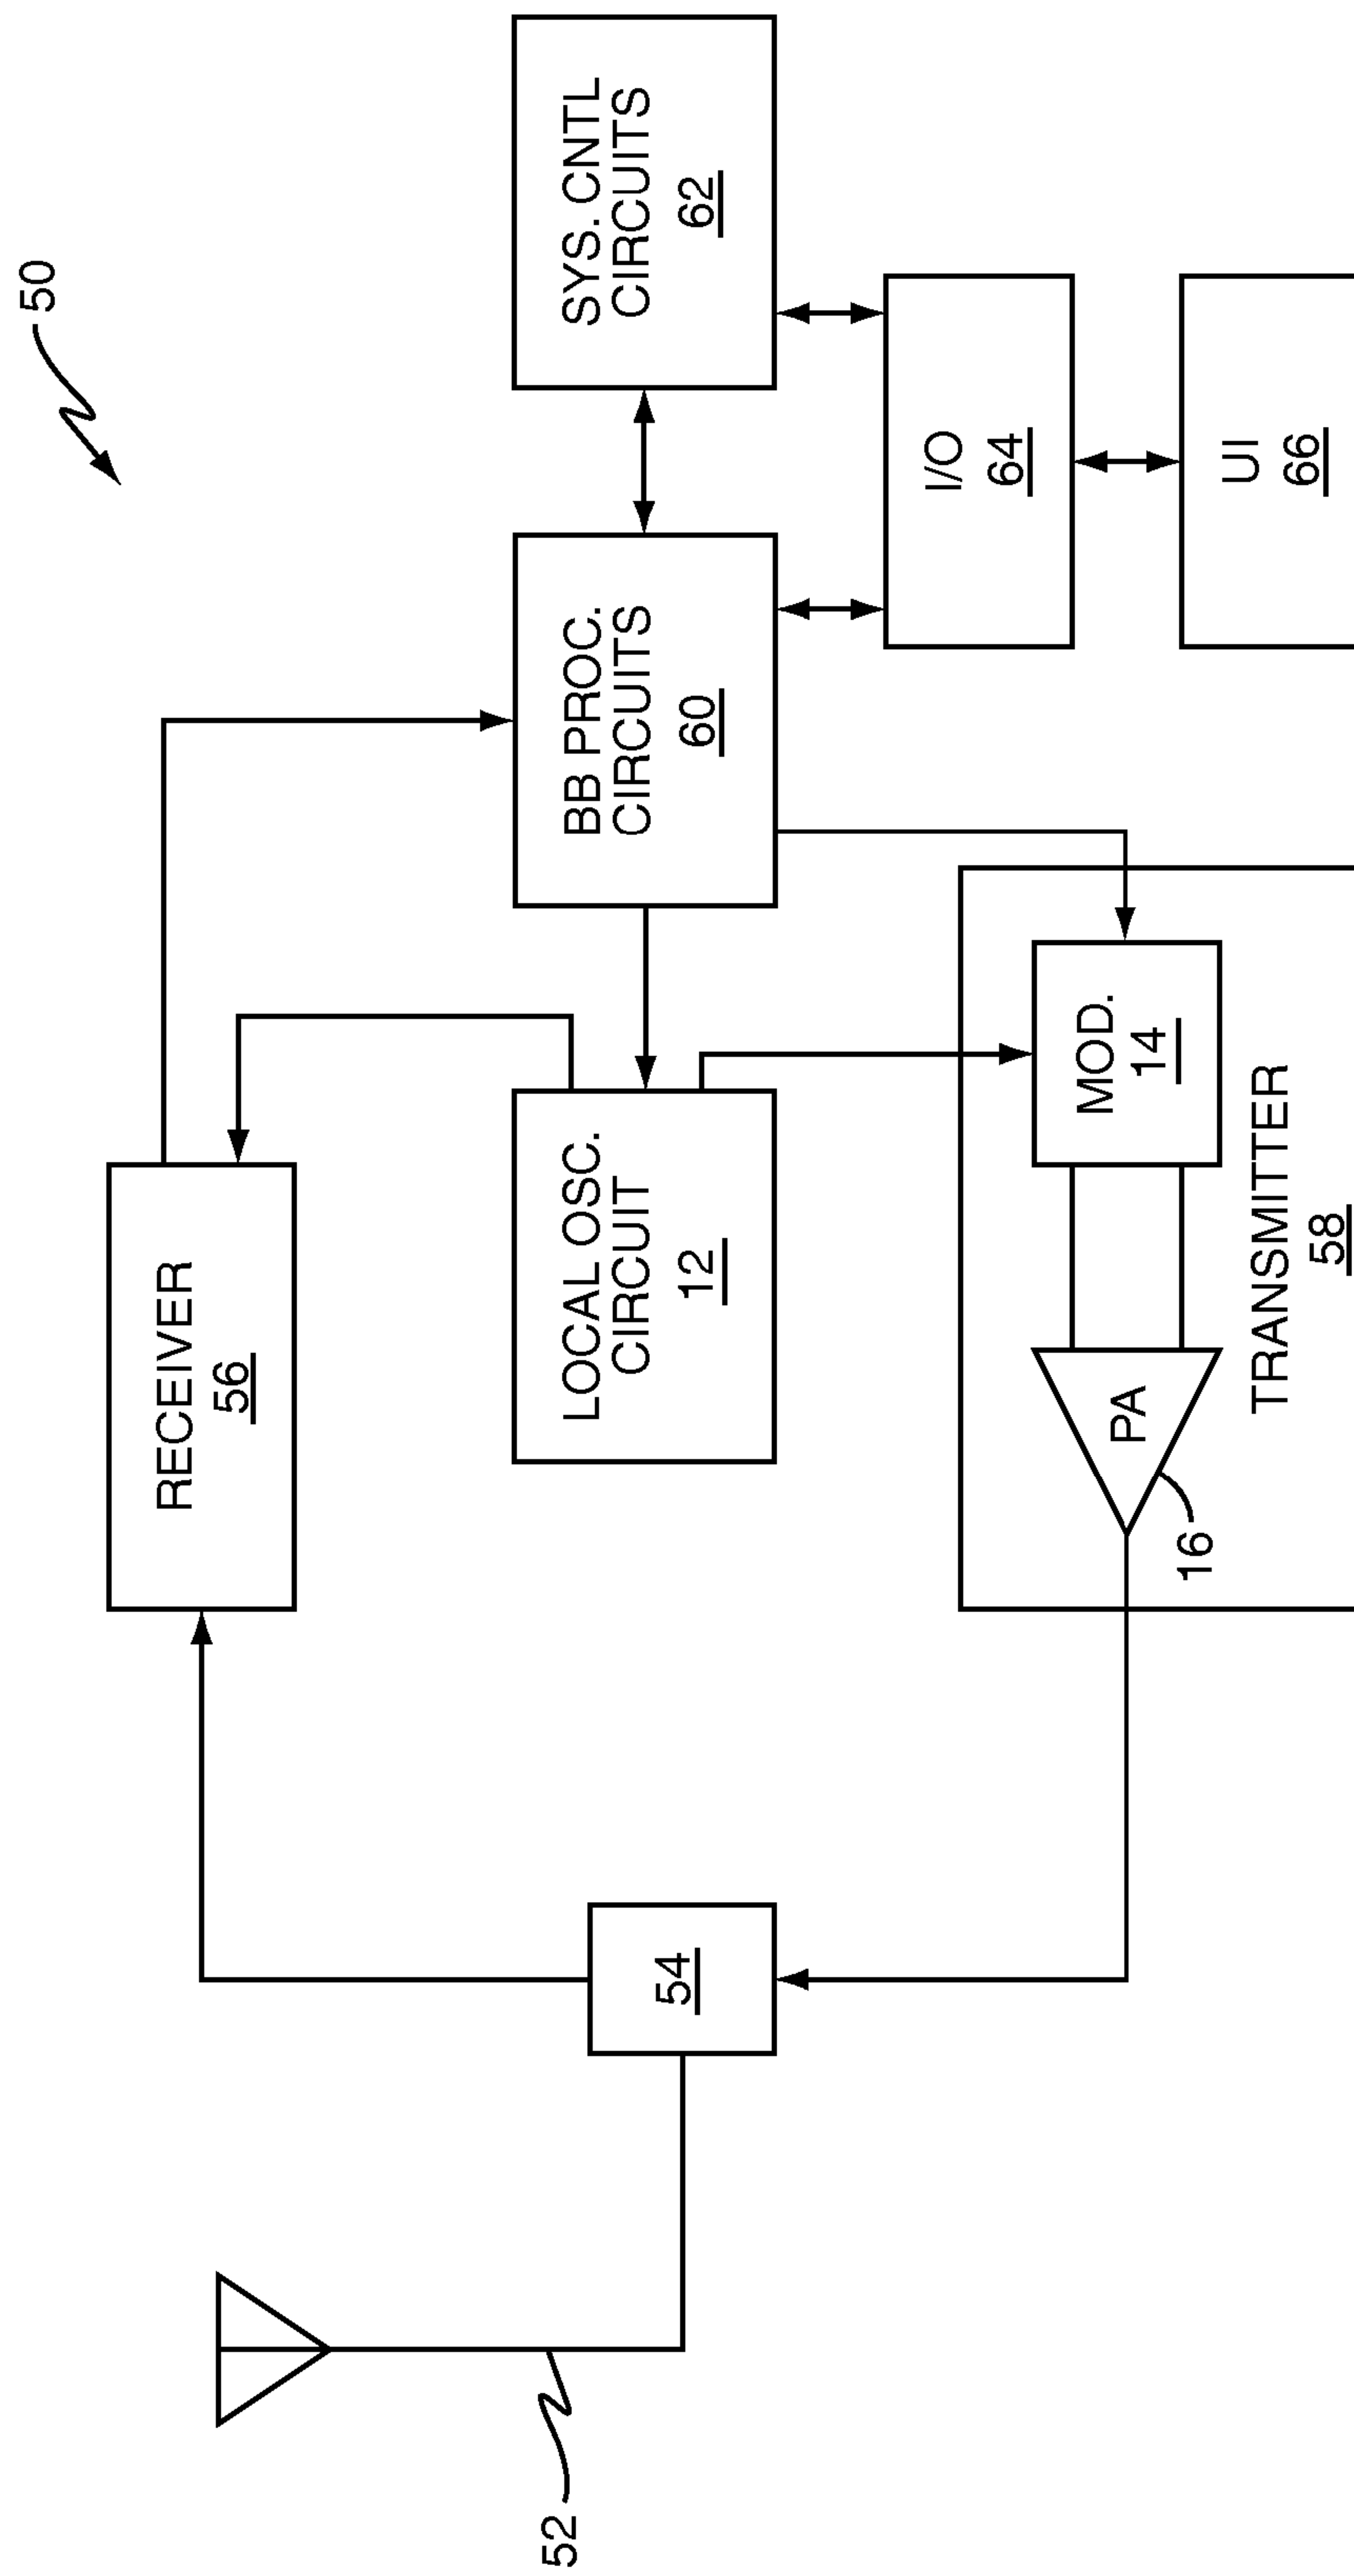 50
RECEIVER
56
LOCAL OSC.
CIRCUIT
12
BB PROC.
CIRCUITS
60
SYS. CNTL
CIRCUITS
62
52
54
I/O
64
MOD.
14
PA
16
UI
66
TRANSMITTER
58